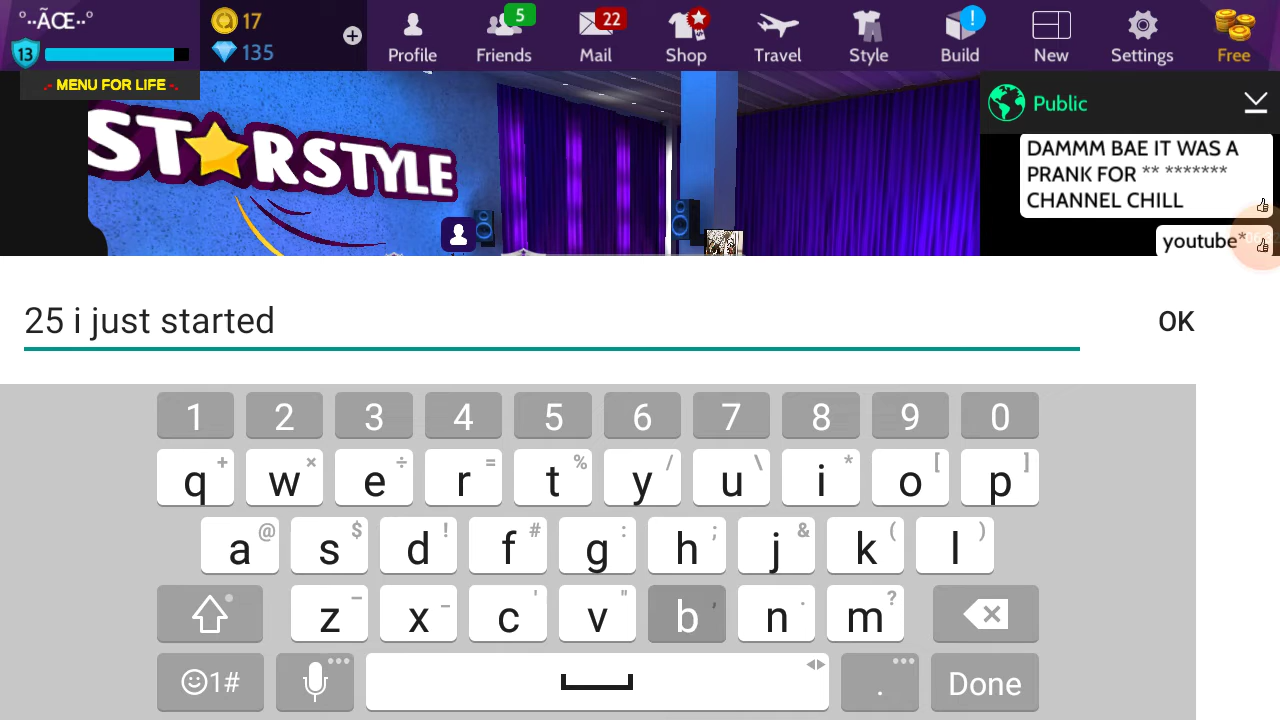 °··ÃŒ··°
13
17
135
Profile
Friends
5
Mail
22
Shop
Travel
Style
Build
!
New
Settings
Free
.- MENU FOR LIFE -.
STARSTYLE
Public
DAMMM BAE IT WAS A
PRANK FOR ** *******
CHANNEL CHILL
youtube*
25 i just started
OK
1 2 3 4 5 6 7 8 9 0
q + w × e ÷ r = t % y / u \ i * o [ p ]
a @ s $ d ! f # g : h ; j & k ( l )
z – x _ c ' v " b , n . m ?
☺1# ... . ... Done